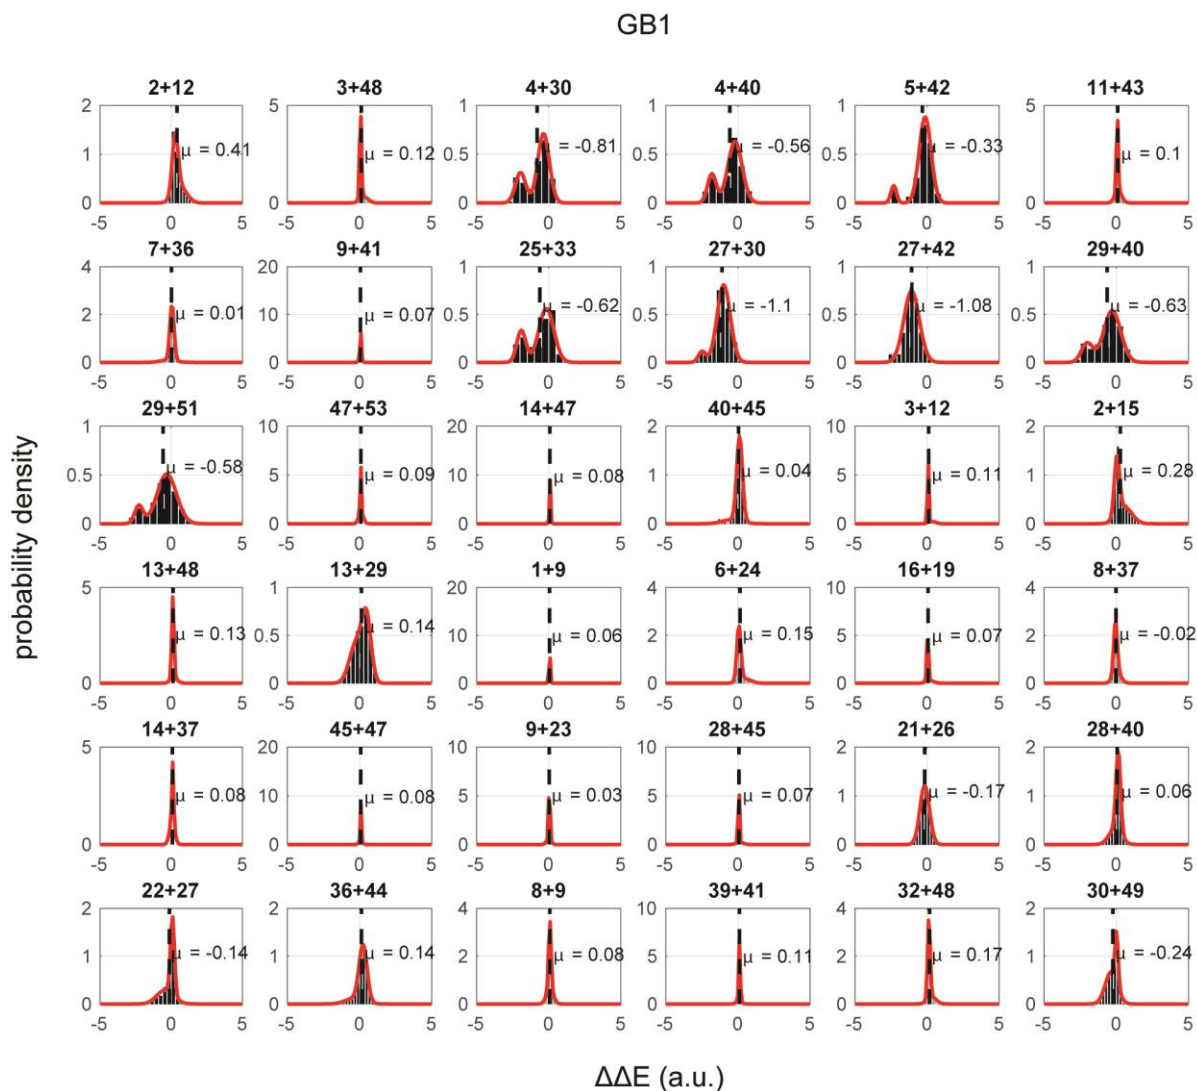 GB1
2+12 3+48 4+30 4+40 5+42 11+43
2 5 1 1 1 1 5
1 μ = 0.41 μ = 0.12 0.5 μ = -0.81 0.5 μ = -0.56 0.5 μ = -0.33 μ = 0.1
0 0 0 0 0 0
-5 0 5 -5 0 5 -5 0 5 -5 0 5 -5 0 5 -5 0 5
7+36 9+41 25+33 27+30 27+42 29+40
4 20 1 1 1 1
2 μ = 0.01 10 μ = 0.07 0.5 μ = -0.62 0.5 μ = -1.1 0.5 μ = -1.08 0.5 μ = -0.63
0 0 0 0 0 0
-5 0 5 -5 0 5 -5 0 5 -5 0 5 -5 0 5 -5 0 5
29+51 47+53 14+47 40+45 3+12 2+15
1 10 20 2 10 2
0.5 μ = -0.58 5 μ = 0.09 10 μ = 0.08 1 μ = 0.04 5 μ = 0.11 1 μ = 0.28
0 0 0 0 0 0
-5 0 5 -5 0 5 -5 0 5 -5 0 5 -5 0 5 -5 0 5
probability density
13+48 13+29 1+9 6+24 16+19 8+37
5 1 20 4 10 4
μ = 0.13 0.5 μ = 0.14 10 μ = 0.06 2 μ = 0.15 5 μ = 0.07 2 μ = -0.02
0 0 0 0 0 0
-5 0 5 -5 0 5 -5 0 5 -5 0 5 -5 0 5 -5 0 5
14+37 45+47 9+23 28+45 21+26 28+40
5 20 10 10 2 2
μ = 0.08 10 μ = 0.08 5 μ = 0.03 5 μ = 0.07 1 μ = -0.17 1 μ = 0.06
0 0 0 0 0 0
-5 0 5 -5 0 5 -5 0 5 -5 0 5 -5 0 5 -5 0 5
22+27 36+44 8+9 39+41 32+48 30+49
2 2 4 10 4 2
1 μ = -0.14 1 μ = 0.14 2 μ = 0.08 5 μ = 0.11 2 μ = 0.17 1 μ = -0.24
0 0 0 0 0 0
-5 0 5 -5 0 5 -5 0 5 -5 0 5 -5 0 5 -5 0 5
ΔΔE (a.u.)